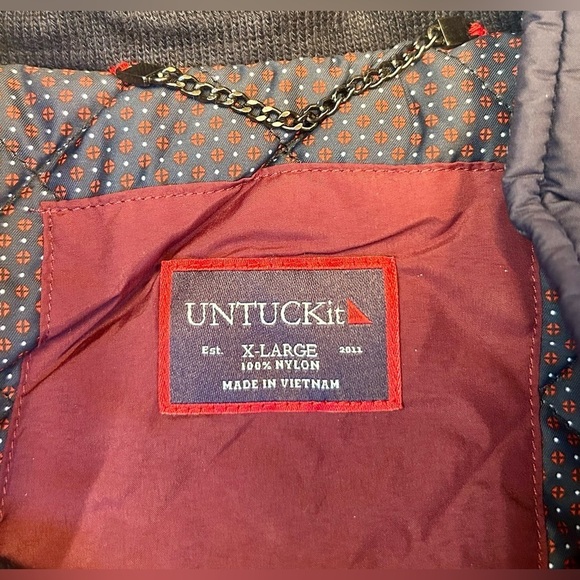 UNTUCKit
Est. X-LARGE 2011
100% NYLON
MADE IN VIETNAM